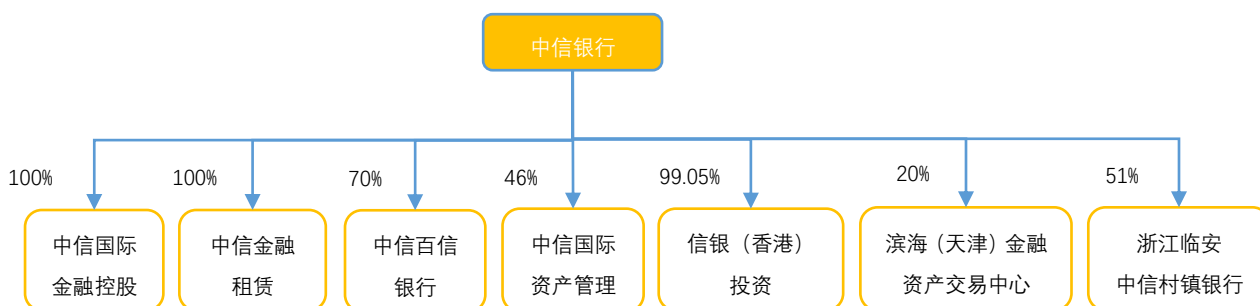 中信银行
100%
100%
70%
46%
99.05%
20%
51%
中信国际
金融控股
中信金融
租赁
中信百信
银行
中信国际
资产管理
信银（香港）
投资
滨海（天津）金融
资产交易中心
浙江临安
中信村镇银行